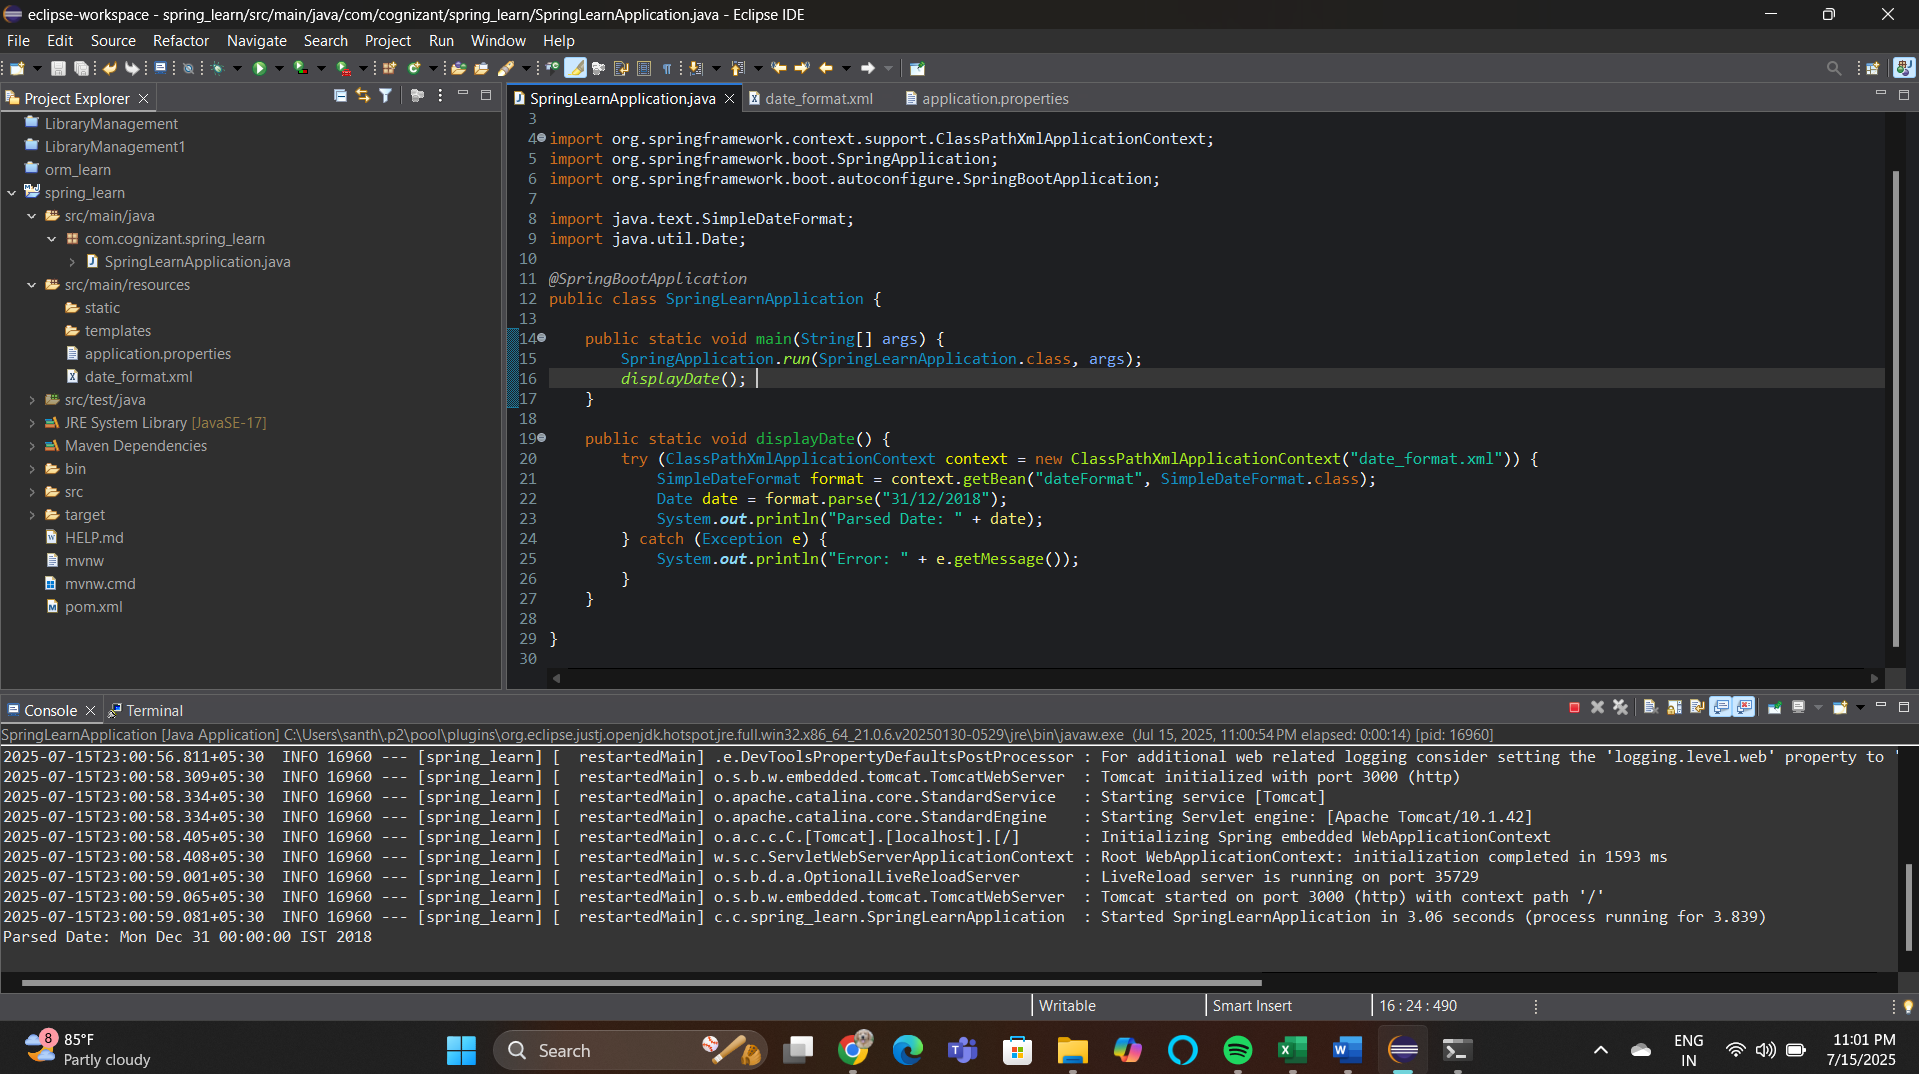 eclipse-workspace - spring_learn/src/main/java/com/cognizant/spring_learn/SpringLearnApplication.java - Eclipse IDE
File Edit Source Refactor Navigate Search Project Run Window Help
Project Explorer
LibraryManagement
LibraryManagement1
orm_learn
spring_learn
src/main/java
com.cognizant.spring_learn
SpringLearnApplication.java
src/main/resources
static
templates
application.properties
date_format.xml
src/test/java
JRE System Library [JavaSE-17]
Maven Dependencies
bin
src
target
HELP.md
mvnw
mvnw.cmd
pom.xml
SpringLearnApplication.java date_format.xml application.properties
3
4 import org.springframework.context.support.ClassPathXmlApplicationContext;
5 import org.springframework.boot.SpringApplication;
6 import org.springframework.boot.autoconfigure.SpringBootApplication;
7
8 import java.text.SimpleDateFormat;
9 import java.util.Date;
10
11 @SpringBootApplication
12 public class SpringLearnApplication {
13
14 public static void main(String[] args) {
15 SpringApplication.run(SpringLearnApplication.class, args);
16 displayDate();
17 }
18
19 public static void displayDate() {
20 try (ClassPathXmlApplicationContext context = new ClassPathXmlApplicationContext("date_format.xml")) {
21 SimpleDateFormat format = context.getBean("dateFormat", SimpleDateFormat.class);
22 Date date = format.parse("31/12/2018");
23 System.out.println("Parsed Date: " + date);
24 } catch (Exception e) {
25 System.out.println("Error: " + e.getMessage());
26 }
27 }
28
29 }
30
Console Terminal
SpringLearnApplication [Java Application] C:\Users\santh\.p2\pool\plugins\org.eclipse.justj.openjdk.hotspot.jre.full.win32.x86_64_21.0.6.v20250130-0529\jre\bin\javaw.exe (Jul 15, 2025, 11:00:54 PM elapsed: 0:00:14) [pid: 16960]
2025-07-15T23:00:56.811+05:30 INFO 16960 --- [spring_learn] [ restartedMain] .e.DevToolsPropertyDefaultsPostProcessor : For additional web related logging consider setting the 'logging.level.web' property to '
2025-07-15T23:00:58.309+05:30 INFO 16960 --- [spring_learn] [ restartedMain] o.s.b.w.embedded.tomcat.TomcatWebServer : Tomcat initialized with port 3000 (http)
2025-07-15T23:00:58.334+05:30 INFO 16960 --- [spring_learn] [ restartedMain] o.apache.catalina.core.StandardService : Starting service [Tomcat]
2025-07-15T23:00:58.334+05:30 INFO 16960 --- [spring_learn] [ restartedMain] o.apache.catalina.core.StandardEngine : Starting Servlet engine: [Apache Tomcat/10.1.42]
2025-07-15T23:00:58.405+05:30 INFO 16960 --- [spring_learn] [ restartedMain] o.a.c.c.C.[Tomcat].[localhost].[/] : Initializing Spring embedded WebApplicationContext
2025-07-15T23:00:58.408+05:30 INFO 16960 --- [spring_learn] [ restartedMain] w.s.c.ServletWebServerApplicationContext : Root WebApplicationContext: initialization completed in 1593 ms
2025-07-15T23:00:59.001+05:30 INFO 16960 --- [spring_learn] [ restartedMain] o.s.b.d.a.OptionalLiveReloadServer : LiveReload server is running on port 35729
2025-07-15T23:00:59.065+05:30 INFO 16960 --- [spring_learn] [ restartedMain] o.s.b.w.embedded.tomcat.TomcatWebServer : Tomcat started on port 3000 (http) with context path '/'
2025-07-15T23:00:59.081+05:30 INFO 16960 --- [spring_learn] [ restartedMain] c.c.spring_learn.SpringLearnApplication : Started SpringLearnApplication in 3.06 seconds (process running for 3.839)
Parsed Date: Mon Dec 31 00:00:00 IST 2018
Writable Smart Insert 16 : 24 : 490
8
85°F
Partly cloudy
Search
ENG
IN
11:01 PM
7/15/2025